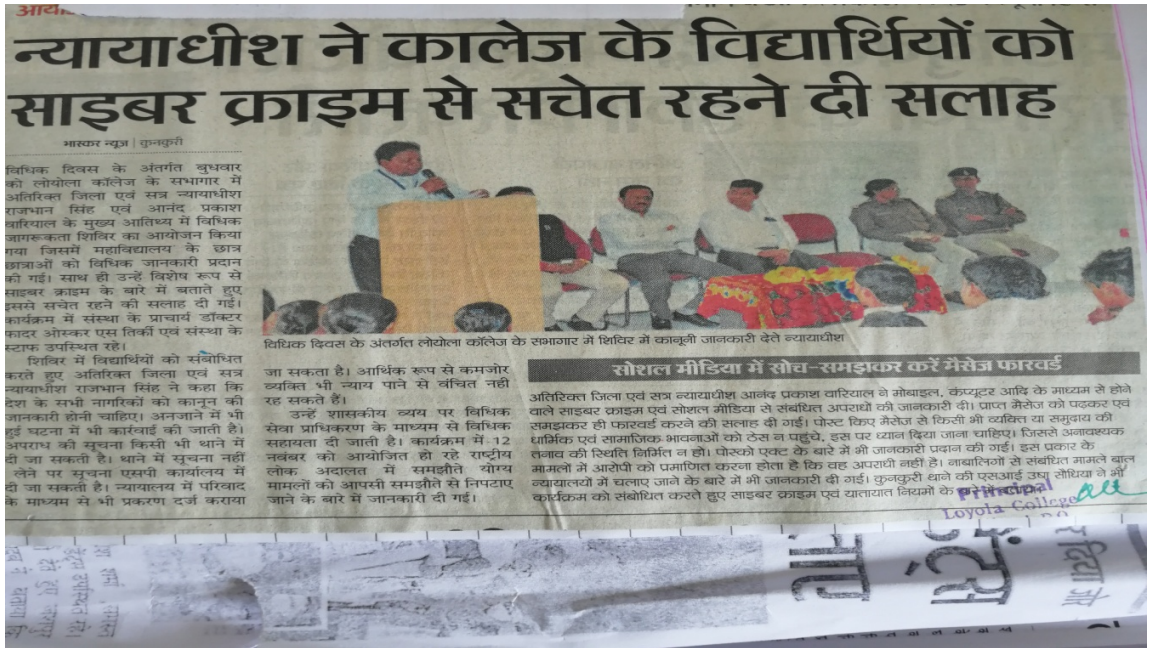 न्यायाधीश ने कालेज के विद्यार्थियों को
साइबर क्राइम से सचेत रहने दी सलाह
भास्कर न्यूज | कुनकुरी
विधिक दिवस के अंतर्गत बुधवार
को लोयोला कॉलेज के सभागार में
अतिरिक्त जिला एवं सत्र न्यायाधीश
राजभान सिंह एवं आनंद प्रकाश
वारियाल के मुख्य आतिथ्य में विधिक
जागरूकता शिविर का आयोजन किया
गया जिसमें महाविद्यालय के छात्र
छात्राओं को विधिक जानकारी प्रदान
की गई। साथ ही उन्हें विशेष रूप से
साइबर क्राइम के बारे में बताते हुए
इससे सचेत रहने की सलाह दी गई।
कार्यक्रम में संस्था के प्राचार्य डॉक्टर
फादर ओस्कर एस तिर्की एवं संस्था के
स्टाफ उपस्थित रहे।
शिविर में विद्यार्थियों को संबोधित
करते हुए अतिरिक्त जिला एवं सत्र
न्यायाधीश राजभान सिंह ने कहा कि
देश के सभी नागरिकों को कानून की
जानकारी होनी चाहिए। अनजाने में भी
हुई घटना में भी कार्रवाई की जाती है।
अपराध की सूचना किसी भी थाने में
दी जा सकती है। थाने में सूचना नहीं
लेने पर सूचना एसपी कार्यालय में
दी जा सकती है। न्यायालय में परिवाद
के माध्यम से भी प्रकरण दर्ज कराया
जा सकता है। आर्थिक रूप से कमजोर
व्यक्ति भी न्याय पाने से वंचित नहीं
रह सकते हैं।
उन्हें शासकीय व्यय पर विधिक
सेवा प्राधिकरण के माध्यम से विधिक
सहायता दी जाती है। कार्यक्रम में 12
नवंबर को आयोजित हो रहे राष्ट्रीय
लोक अदालत में समझौते योग्य
मामलों को आपसी समझौते से निपटाए
जाने के बारे में जानकारी दी गई।
विधिक दिवस के अंतर्गत लोयोला कॉलेज के सभागार में शिविर में कानूनी जानकारी देते न्यायाधीश
सोशल मीडिया में सोच-समझकर करें मैसेज फारवर्ड
अतिरिक्त जिला एवं सत्र न्यायाधीश आनंद प्रकाश वारियाल ने मोबाइल, कंप्यूटर आदि के माध्यम से होने
वाले साइबर क्राइम एवं सोशल मीडिया से संबंधित अपराधों की जानकारी दी। प्राप्त मैसेज को पढ़कर एवं
समझकर ही फारवर्ड करने की सलाह दी गई। पोस्ट किए मैसेज से किसी भी व्यक्ति या समुदाय की
धार्मिक एवं सामाजिक भावनाओं को ठेस न पहुंचे, इस पर ध्यान दिया जाना चाहिए। जिससे अनावश्यक
तनाव की स्थिति निर्मित न हो। पोस्को एक्ट के बारे में भी जानकारी प्रदान की गई। इस प्रकार के
मामलों में आरोपी को प्रमाणित करना होता है कि वह अपराधी नहीं है। नाबालिगों से संबंधित मामले बाल
न्यायालयों में चलाए जाने के बारे में भी जानकारी दी गई। कुनकुरी थाने की एसआई उषा सौंधिया ने भी
कार्यक्रम को संबोधित करते हुए साइबर क्राइम एवं यातायात नियमों के
Principal
Loyola College